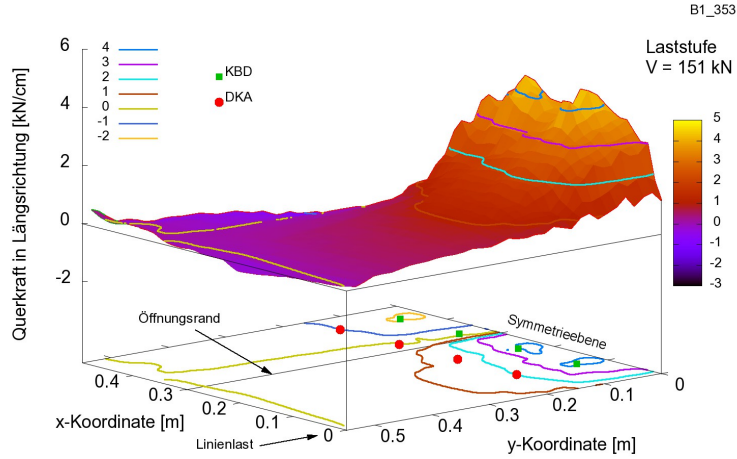 B1_353
Laststufe
V = 151 kN
Querkraft in Längsrichtung [kN/cm]
6
4
2
0
-2
4
3
2
1
0
-1
-2
KBD
DKA
5
4
3
2
1
0
-1
-2
-3
Öffnungsrand
Symmetrieebene
Linienlast
0.4
0.3
0.2
0.1
0
x-Koordinate [m]
0.5
0.4
0.3
0.2
0.1
0
y-Koordinate [m]